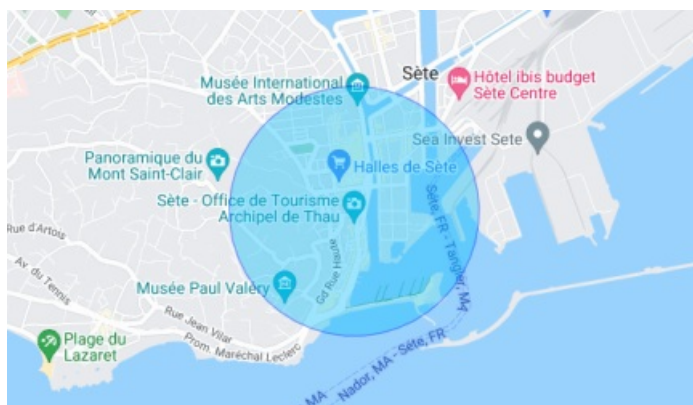 Musée International
des Arts Modestes
Sète
Hôtel ibis budget
Sète Centre
Sea Invest Sete
Panoramique du
Mont Saint-Clair
Halles de Sète
Sète - Office de Tourisme
Archipel de Thau
Sète, FR - Tangier, MA
Rue d'Artois
Av. du Tennis
Musée Paul Valéry
Gd Rue Haute
Rue Jean Vilar
Prom. Maréchal Leclerc
Plage du
Lazaret
MA
Nador, MA - Sète, FR